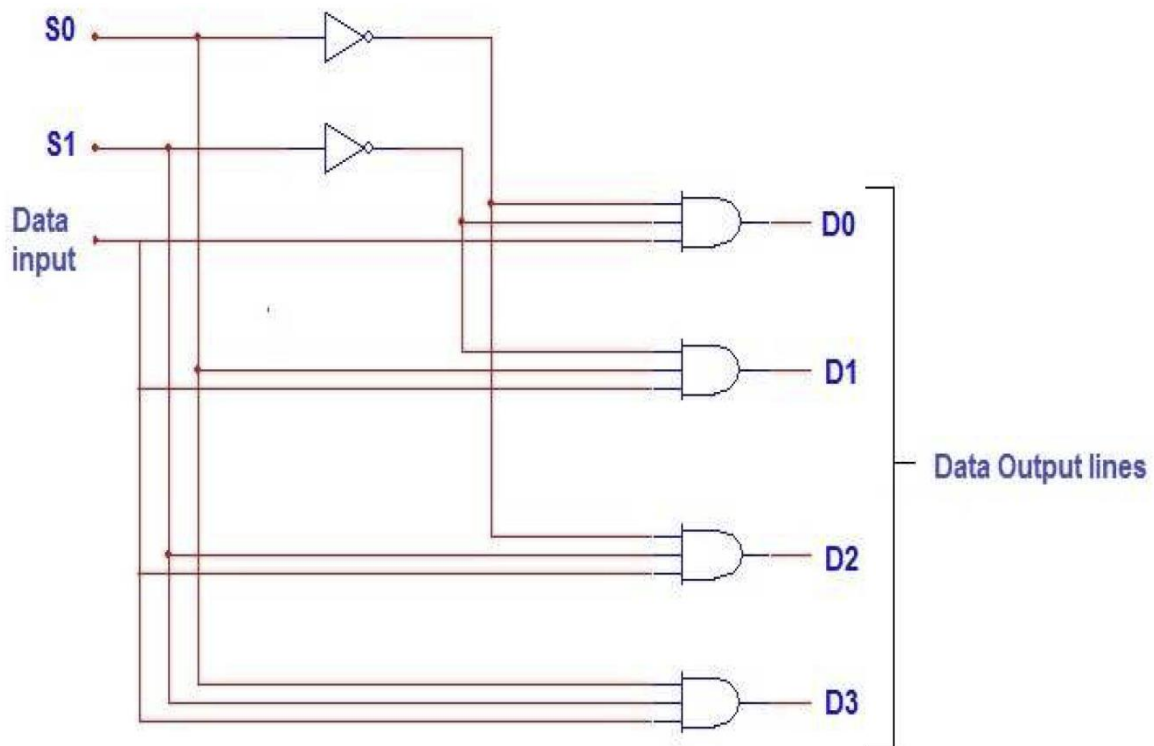 S0
S1
Data
input
D0
D1
Data Output lines
D2
D3